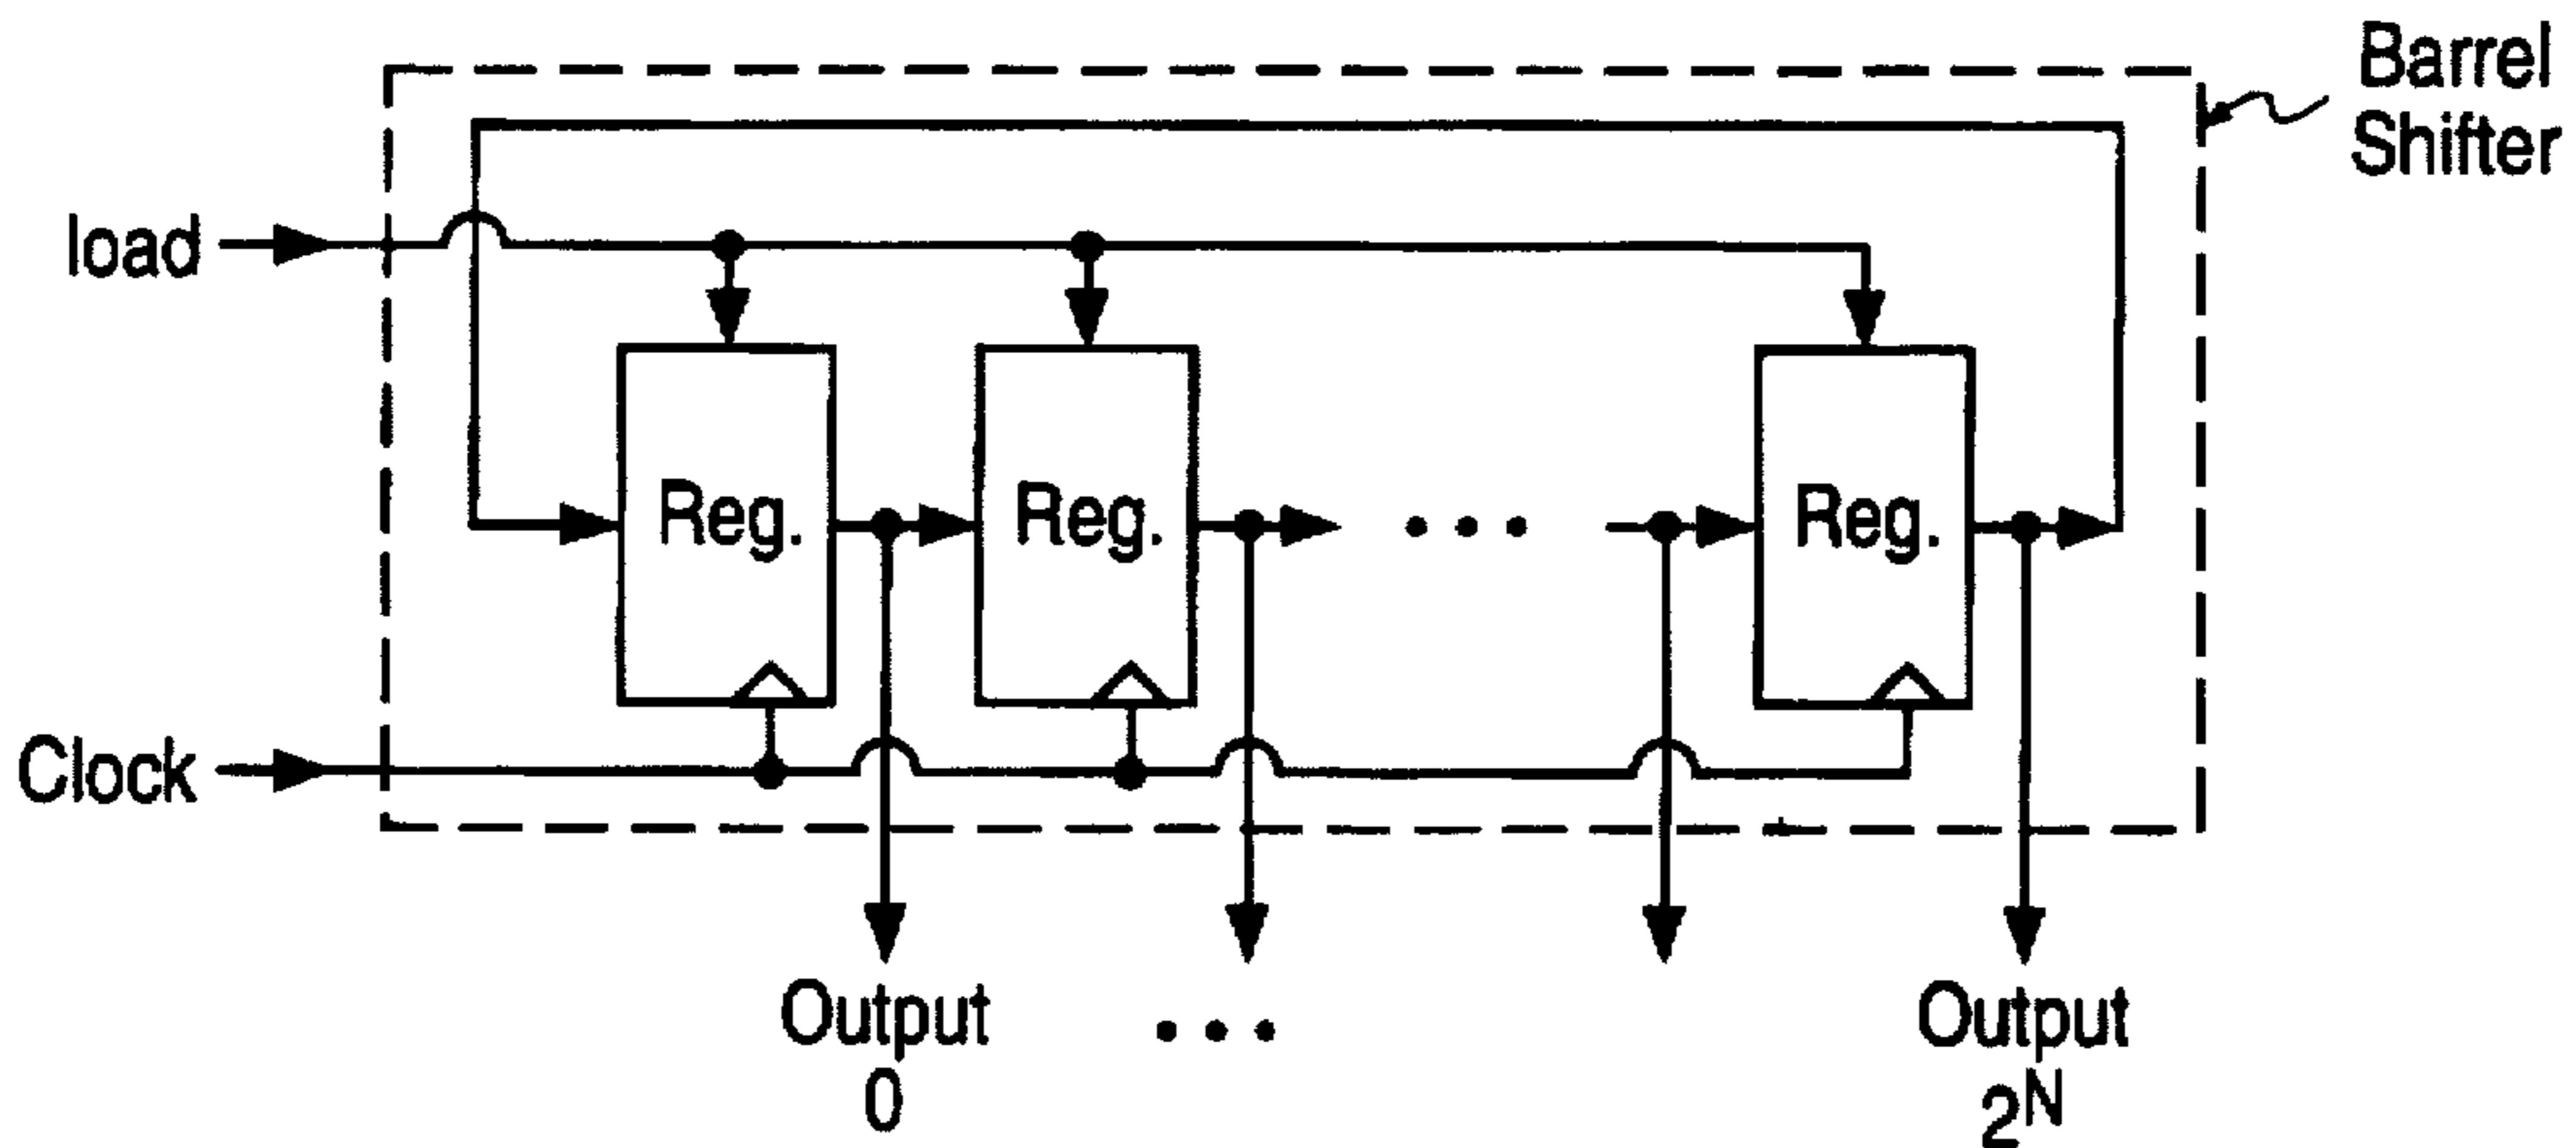 Barrel
Shifter
load
Reg. Reg. • • • Reg.
Clock
Output • • • Output
0 2^N